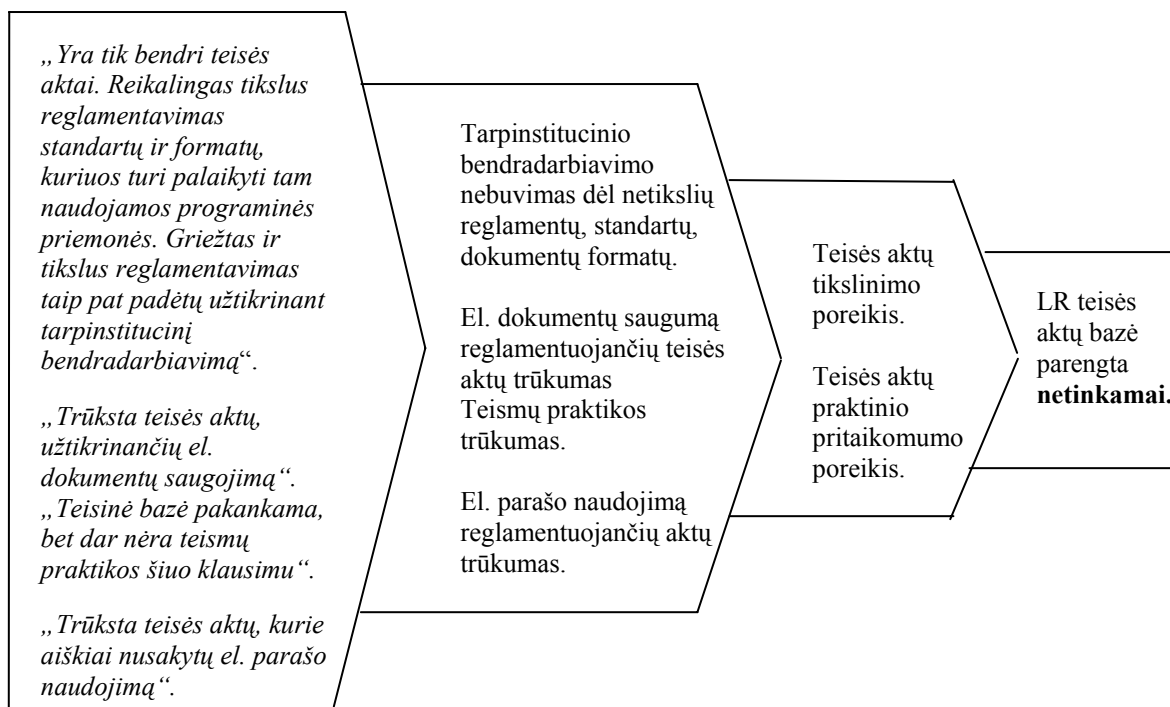 „Yra tik bendri teisės
aktai. Reikalingas tikslus
reglamentavimas
standartų ir formatų,
kuriuos turi palaikyti tam
naudojamos programinės
priemonės. Griežtas ir
tikslus reglamentavimas
taip pat padėtų užtikrinant
tarpinstitucinį
bendradarbiavimą“.
„Trūksta teisės aktų,
užtikrinančių el.
dokumentų saugojimą“.
„Teisinė bazė pakankama,
bet dar nėra teismų
praktikos šiuo klausimu“.
„Trūksta teisės aktų, kurie
aiškiai nusakytų el. parašo
naudojimą“.
Tarpinstitucinio
bendradarbiavimo
nebuvimas dėl netikslių
reglamentų, standartų,
dokumentų formatų.
El. dokumentų saugumą
reglamentuojančių teisės
aktų trūkumas
Teismų praktikos
trūkumas.
El. parašo naudojimą
reglamentuojančių aktų
trūkumas.
Teisės aktų
tikslinimo
poreikis.
Teisės aktų
praktinio
pritaikomumo
poreikis.
LR teisės
aktų bazė
parengta
netinkamai.